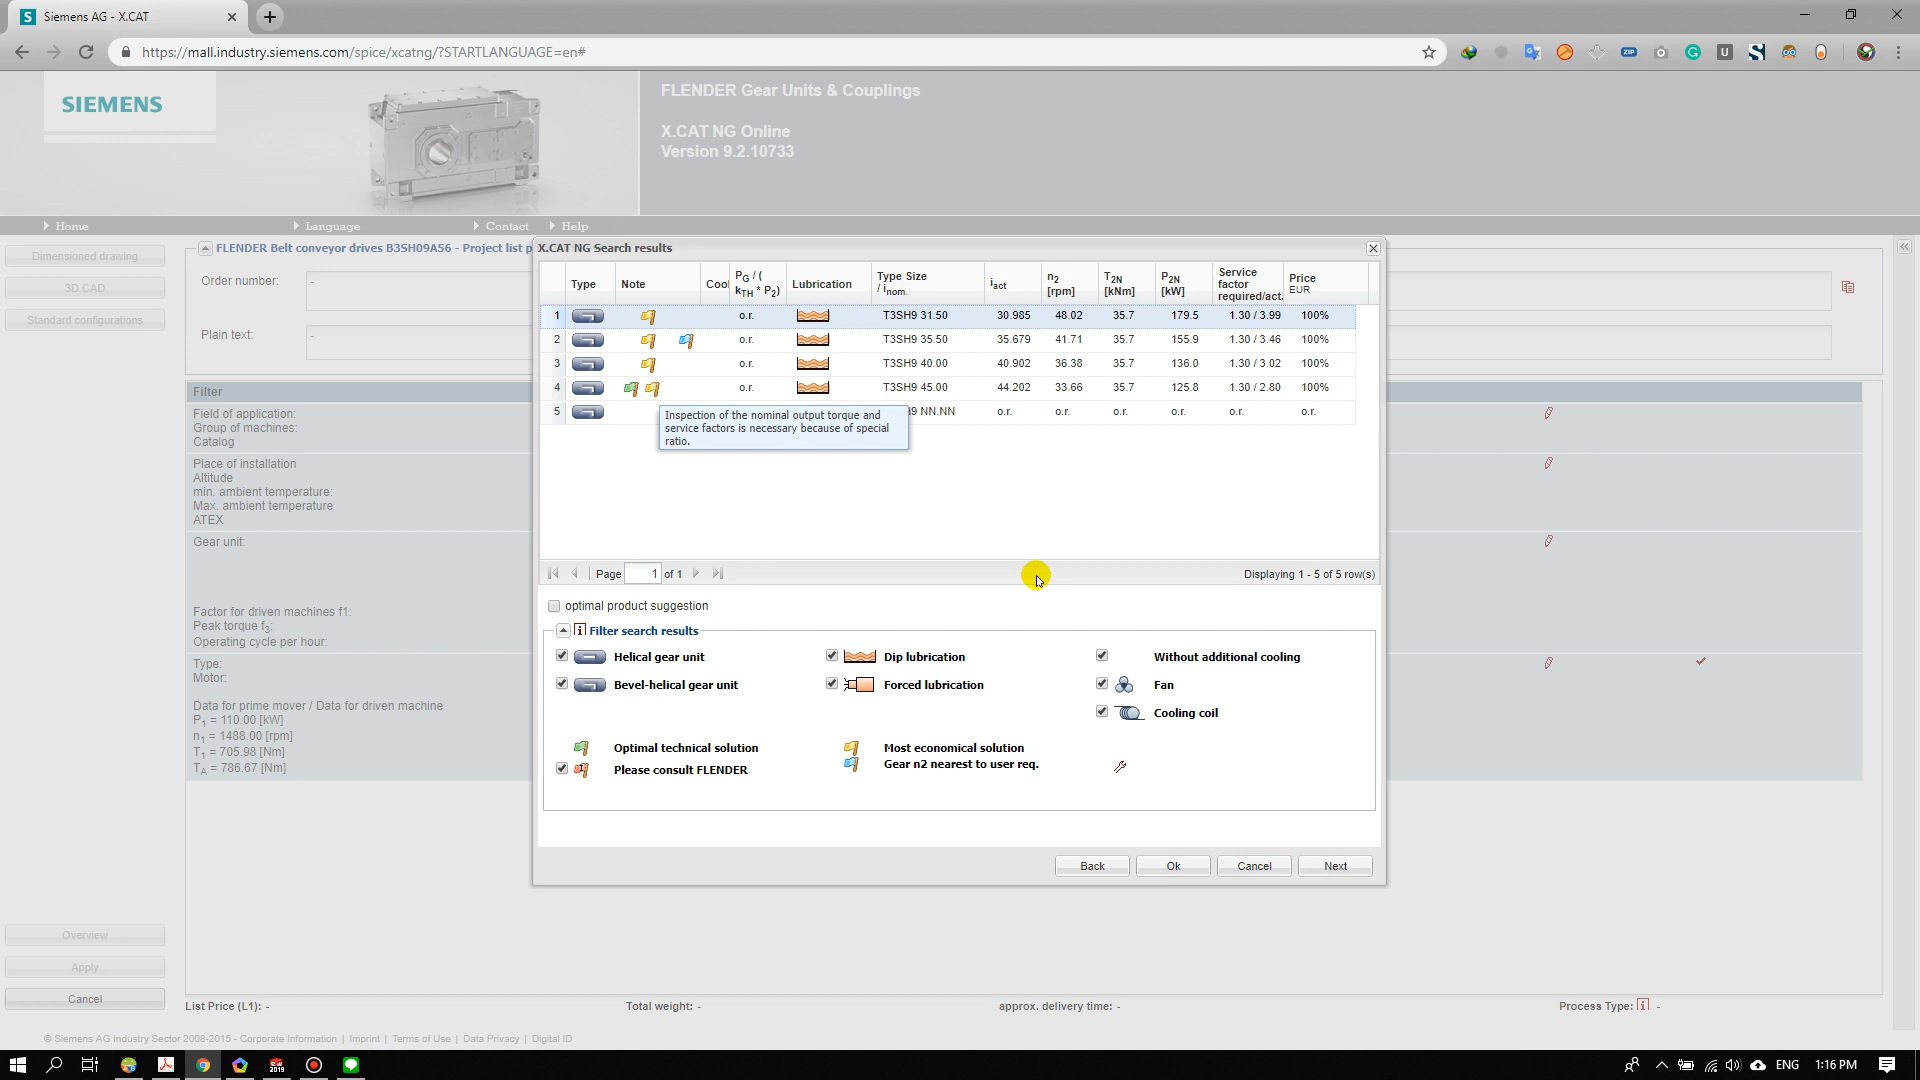 Siemens AG - X.CAT
https://mall.industry.siemens.com/spice/xcatng/?STARTLANGUAGE=en#
SIEMENS
FLENDER Gear Units & Couplings
X.CAT NG Online
Version 9.2.10733
Home
Language
Contact
Help
Dimensioned drawing
3D CAD
Standard configurations
FLENDER Belt conveyor drives B3SH09A56 - Project list p
Order number:
-
Plain text:
-
Filter
Field of application:
Group of machines:
Catalog
Place of installation
Altitude
min. ambient temperature:
Max. ambient temperature
ATEX
Gear unit:
Factor for driven machines f1:
Peak torque f3:
Operating cycle per hour:
Type:
Motor:
Data for prime mover / Data for driven machine
P1 = 110.00 [kW]
n1 = 1488.00 [rpm]
T1 = 705.98 [Nm]
TA = 786.67 [Nm]
X.CAT NG Search results
Type Note Cool PG / ( kTH * P2) Lubrication Type Size / inom. iact n2 [rpm] T2N [kNm] P2N [kW] Service factor required/act. Price EUR
1 o.r. T3SH9 31.50 30.985 48.02 35.7 179.5 1.30 / 3.99 100%
2 o.r. T3SH9 35.50 35.679 41.71 35.7 155.9 1.30 / 3.46 100%
3 o.r. T3SH9 40.00 40.902 36.38 35.7 136.0 1.30 / 3.02 100%
4 o.r. T3SH9 45.00 44.202 33.66 35.7 125.8 1.30 / 2.80 100%
5 H9 NN.NN o.r. o.r. o.r. o.r. o.r. o.r.
Inspection of the nominal output torque and
service factors is necessary because of special
ratio.
Page 1 of 1
Displaying 1 - 5 of 5 row(s)
optimal product suggestion
Filter search results
Helical gear unit
Dip lubrication
Without additional cooling
Bevel-helical gear unit
Forced lubrication
Fan
Cooling coil
Optimal technical solution
Most economical solution
Please consult FLENDER
Gear n2 nearest to user req.
Back
Ok
Cancel
Next
Overview
Apply
Cancel
List Price (L1): -
Total weight: -
approx. delivery time: -
Process Type: -
© Siemens AG Industry Sector 2008-2015 - Corporate Information | Imprint | Terms of Use | Data Privacy | Digital ID
ENG
1:16 PM